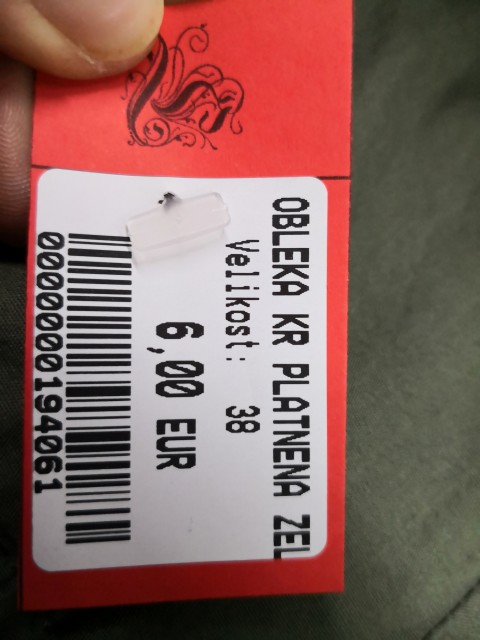 OBLEKA KR PLATNENA ZEL
Velikost: 38
6,00 EUR
0000000194061